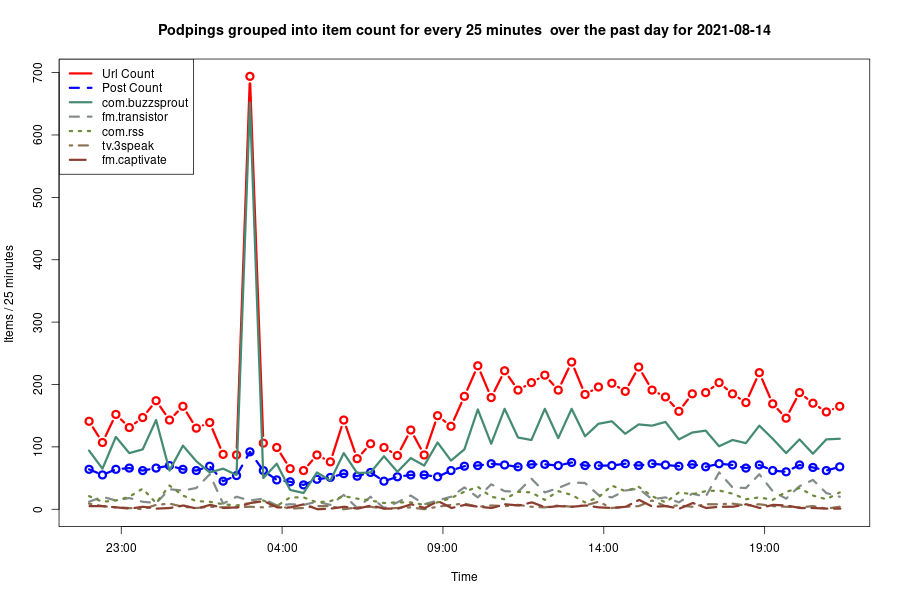 Podpings grouped into item count for every 25 minutes  over the past day for 2021-08-14
Url Count
Post Count
com.buzzsprout
fm.transistor
com.rss
tv.3speak
fm.captivate
Items / 25 minutes
700
600
500
400
300
200
100
0
23:00
04:00
09:00
14:00
19:00
Time